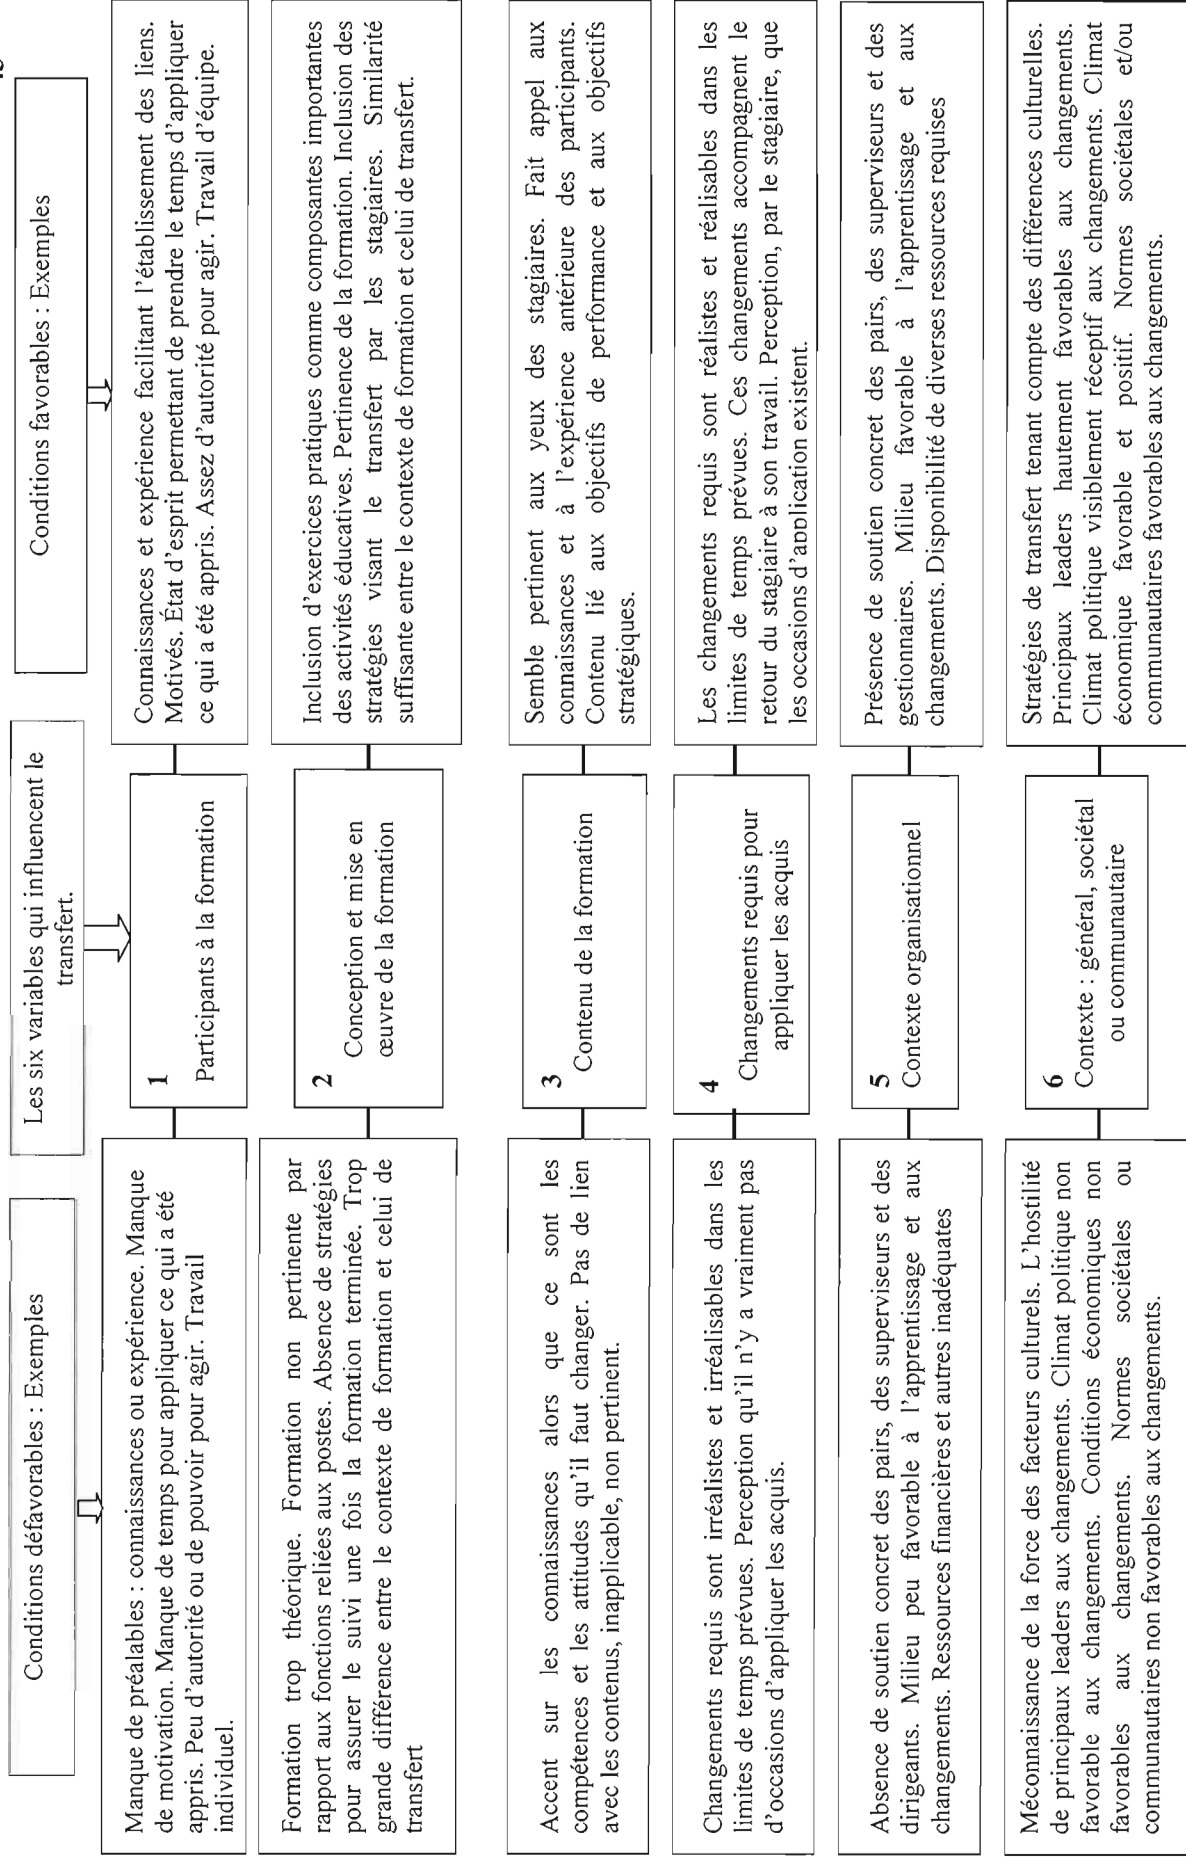 Conditions défavorables : Exemples
Les six variables qui influencent le
transfert.
Conditions favorables : Exemples
Manque de préalables : connaissances ou expérience. Manque
de motivation. Manque de temps pour appliquer ce qui a été
appris. Peu d'autorité ou de pouvoir pour agir. Travail
individuel.
1
Participants à la formation
Connaissances et expérience facilitant l'établissement des liens.
Motivés. État d'esprit permettant de prendre le temps d'appliquer
ce qui a été appris. Assez d'autorité pour agir. Travail d'équipe.
Formation trop théorique. Formation non pertinente par
rapport aux fonctions reliées aux postes. Absence de stratégies
pour assurer le suivi une fois la formation terminée. Trop
grande différence entre le contexte de formation et celui de
transfert
2
Conception et mise en
œuvre de la formation
Inclusion d'exercices pratiques comme composantes importantes
des activités éducatives. Pertinence de la formation. Inclusion des
stratégies visant le transfert par les stagiaires. Similarité
suffisante entre le contexte de formation et celui de transfert.
Accent sur les connaissances alors que ce sont les
compétences et les attitudes qu'il faut changer. Pas de lien
avec les contenus, inapplicable, non pertinent.
3
Contenu de la formation
Semble pertinent aux yeux des stagiaires. Fait appel aux
connaissances et à l'expérience antérieure des participants.
Contenu lié aux objectifs de performance et aux objectifs
stratégiques.
Changements requis sont irréalistes et irréalisables dans les
limites de temps prévues. Perception qu'il n'y a vraiment pas
d'occasions d'appliquer les acquis.
4
Changements requis pour
appliquer les acquis
Les changements requis sont réalistes et réalisables dans les
limites de temps prévues. Ces changements accompagnent le
retour du stagiaire à son travail. Perception, par le stagiaire, que
les occasions d'application existent.
Absence de soutien concret des pairs, des superviseurs et des
dirigeants. Milieu peu favorable à l'apprentissage et aux
changements. Ressources financières et autres inadéquates
5
Contexte organisationnel
Présence de soutien concret des pairs, des superviseurs et des
gestionnaires. Milieu favorable à l'apprentissage et aux
changements. Disponibilité de diverses ressources requises
Méconnaissance de la force des facteurs culturels. L'hostilité
de principaux leaders aux changements. Climat politique non
favorable aux changements. Conditions économiques non
favorables aux changements. Normes sociétales ou
communautaires non favorables aux changements.
6
Contexte : général, sociétal
ou communautaire
Stratégies de transfert tenant compte des différences culturelles.
Principaux leaders hautement favorables aux changements.
Climat politique visiblement réceptif aux changements. Climat
économique favorable et positif. Normes sociétales et/ou
communautaires favorables aux changements.